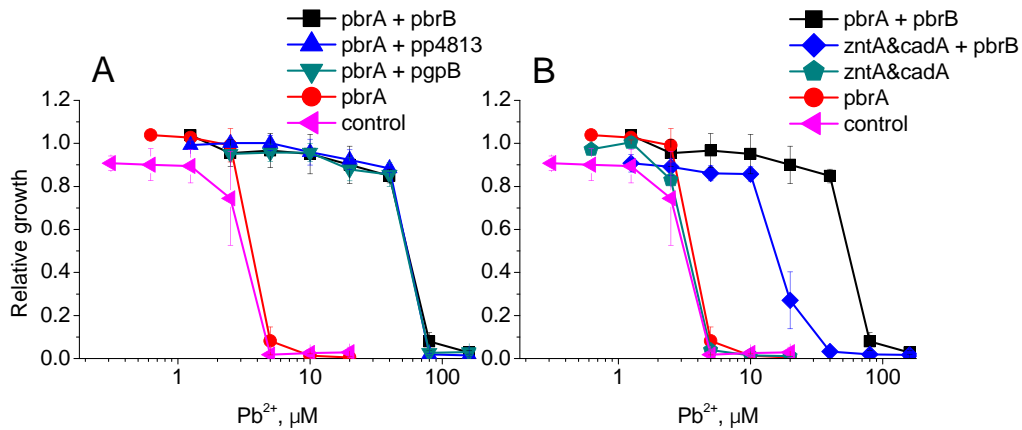 pbrA + pbrB
pbrA + pp4813
pbrA + pgpB
pbrA
control
A
1.2
1.0
0.8
0.6
0.4
0.2
0.0
Relative growth
1 10 100
Pb²⁺, µM
pbrA + pbrB
zntA&cadA + pbrB
zntA&cadA
pbrA
control
B
1.2
1.0
0.8
0.6
0.4
0.2
0.0
1 10 100
Pb²⁺, µM